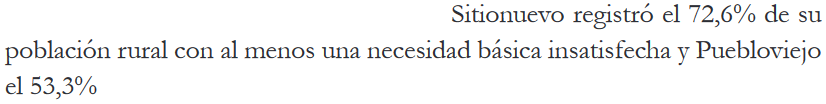 Sitionuevo registró el 72,6% de su
población rural con al menos una necesidad básica insatisfecha y Puebloviejo
el 53,3%